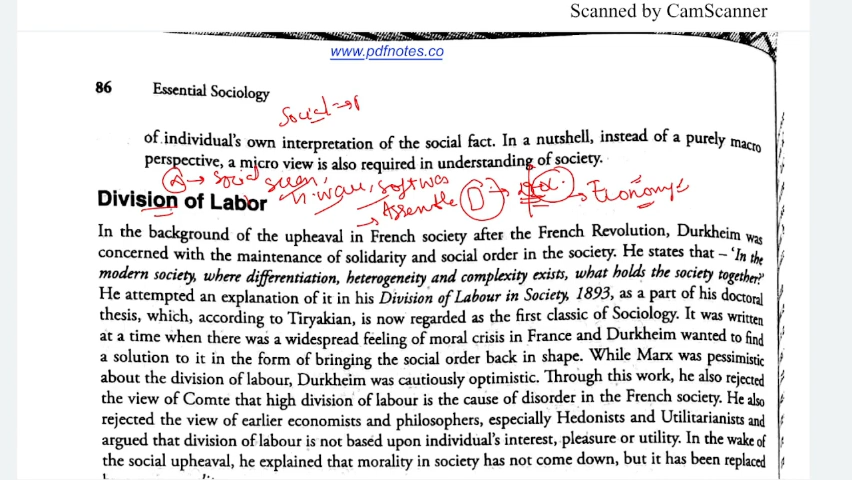 Scanned by CamScanner
www.pdfnotes.co
86 Essential Sociology
Social →
of individual's own interpretation of the social fact. In a nutshell, instead of a purely macro
perspective, a micro view is also required in understanding of society.
→ Social
Assemble D → → Economy
Division of Labor
In the background of the upheaval in French society after the French Revolution, Durkheim was
concerned with the maintenance of solidarity and social order in the society. He states that – 'In the
modern society, where differentiation, heterogeneity and complexity exists, what holds the society together?'
He attempted an explanation of it in his Division of Labour in Society, 1893, as a part of his doctoral
thesis, which, according to Tiryakian, is now regarded as the first classic of Sociology. It was written
at a time when there was a widespread feeling of moral crisis in France and Durkheim wanted to find
a solution to it in the form of bringing the social order back in shape. While Marx was pessimistic
about the division of labour, Durkheim was cautiously optimistic. Through this work, he also rejected
the view of Comte that high division of labour is the cause of disorder in the French society. He also
rejected the view of earlier economists and philosophers, especially Hedonists and Utilitarianists and
argued that division of labour is not based upon individual's interest, pleasure or utility. In the wake of
the social upheaval, he explained that morality in society has not come down, but it has been replaced